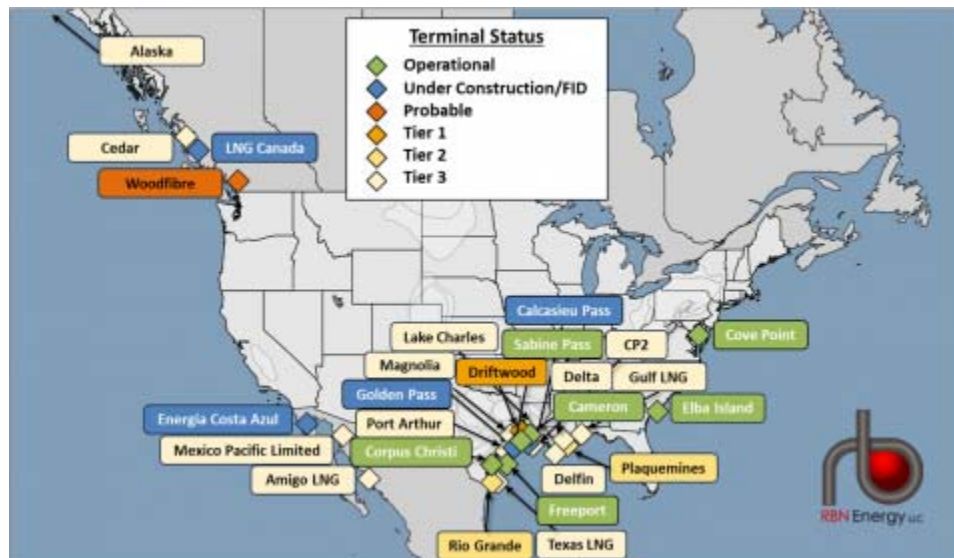 Alaska
Terminal Status
Operational
Under Construction/FID
Probable
Tier 1
Tier 2
Tier 3
Cedar
LNG Canada
Woodfibre
Calcasieu Pass
Lake Charles
Sabine Pass
CP2
Cove Point
Magnolia
Driftwood
Delta
Gulf LNG
Golden Pass
Cameron
Elba Island
Energia Costa Azul
Port Arthur
Mexico Pacific Limited
Corpus Christi
Plaquemines
Amigo LNG
Delfin
Freeport
Rio Grande
Texas LNG
RBN Energy LLC